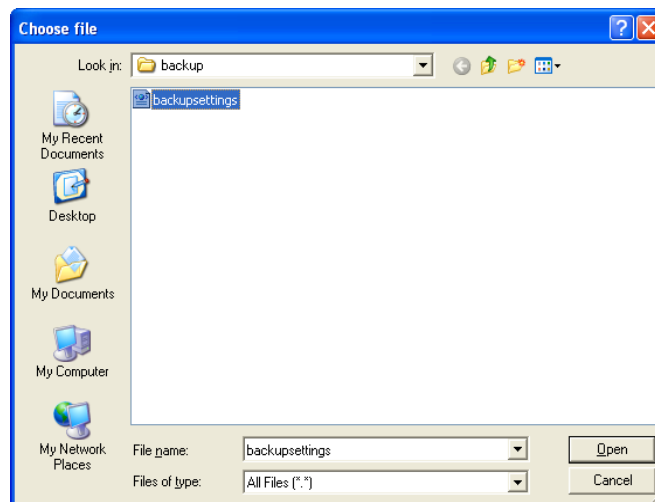 Choose file
Look in: backup
backupsettings
My Recent
Documents
Desktop
My Documents
My Computer
My Network
Places
File name: backupsettings Open
Files of type: All Files (*.*) Cancel